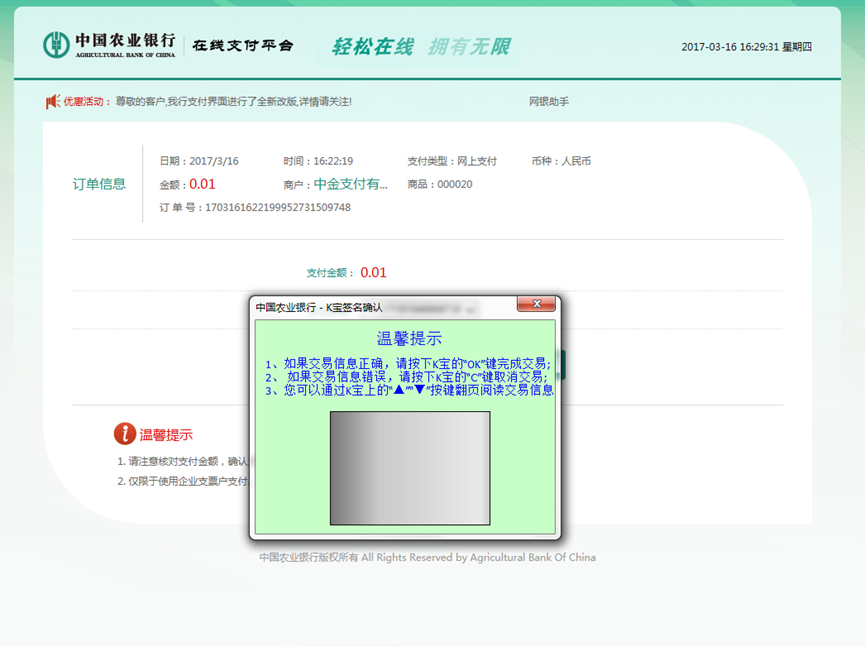 中国农业银行 在线支付平台 轻松在线 拥有无限
AGRICULTURAL BANK OF CHINA
2017-03-16 16:29:31 星期四
优惠活动： 尊敬的客户,我行支付界面进行了全新改版,详情请关注! 网银助手
订单信息
日期：2017/3/16 时间：16:22:19 支付类型：网上支付 币种：人民币
金额：0.01 商户：中金支付有... 商品：000020
订 单 号：1703161622199952731509748
支付金额： 0.01
中国农业银行 - K宝签名确认
温馨提示
1、如果交易信息正确，请按下K宝的"OK"键完成交易;
2、 如果交易信息错误，请按下K宝的"C"键取消交易;
3、您可以通过K宝上的"▲""▼"按键翻页阅读交易信息
温馨提示
1. 请注意核对支付金额，确认
2. 仅限于使用企业支票户支付
中国农业银行版权所有 All Rights Reserved by Agricultural Bank Of China